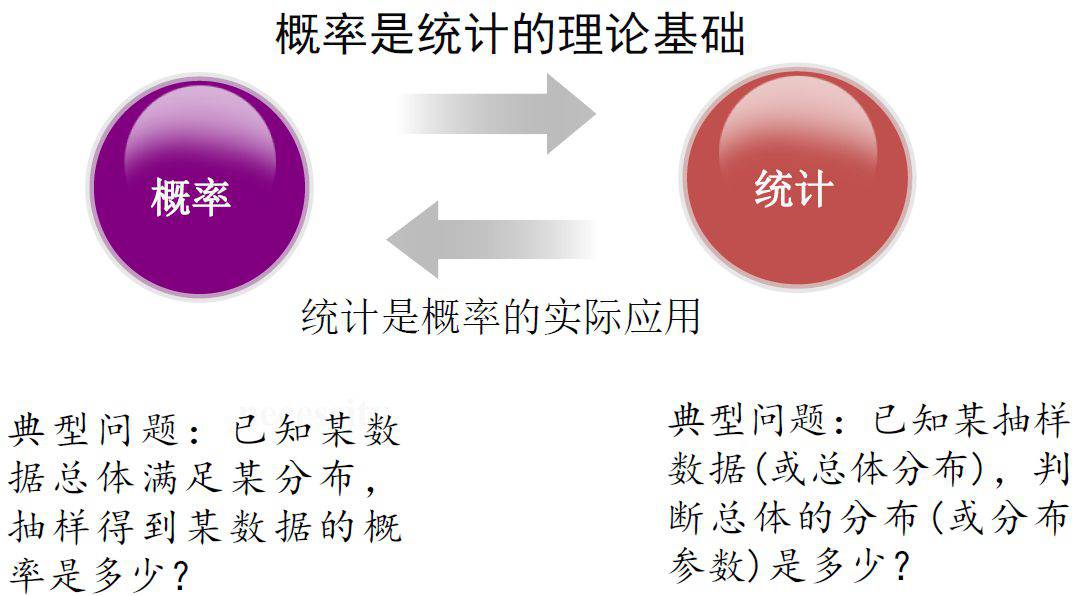 概率是统计的理论基础
概率
统计
统计是概率的实际应用
典型问题：已知某数
据总体满足某分布，
抽样得到某数据的概
率是多少？
典型问题：已知某抽样
数据(或总体分布)，判
断总体的分布(或分布
参数)是多少？